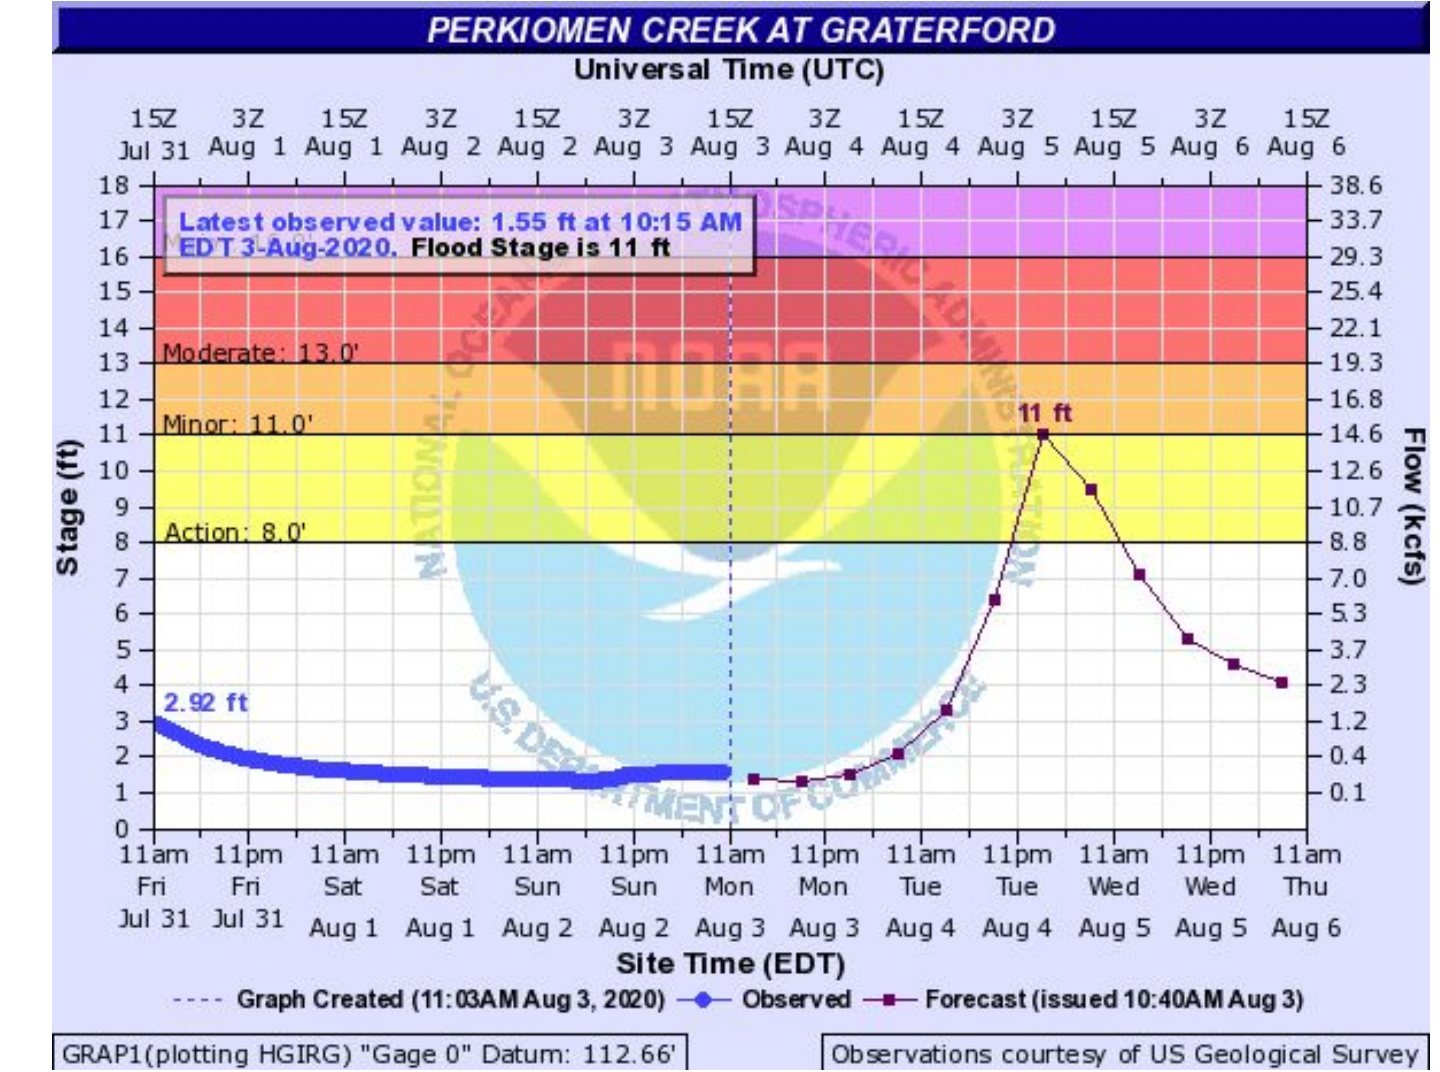 PERKIOMEN CREEK AT GRATERFORD
Universal Time (UTC)
15Z 3Z 15Z 3Z 15Z 3Z 15Z 3Z 15Z 3Z 15Z 3Z 15Z
Jul 31 Aug 1 Aug 1 Aug 2 Aug 2 Aug 3 Aug 3 Aug 4 Aug 4 Aug 5 Aug 5 Aug 6 Aug 6
18 38.6
17 33.7
Latest observed value: 1.55 ft at 10:15 AM
EDT 3-Aug-2020. Flood Stage is 11 ft
16 29.3
15 25.4
14 22.1
Moderate: 13.0'
13 19.3
12 16.8
11 ft
Minor: 11.0'
11 14.6
10 12.6
9 10.7
Action: 8.0'
8 8.8
7 7.0
6 5.3
5 3.7
4 2.3
2.92 ft
3 1.2
2 0.4
1 0.1
0
Stage (ft)
Flow (kcfs)
NATIONAL OCEANIC ATMOSPHERIC ADMINISTRATION
NOAA
U.S. DEPARTMENT OF COMMERCE
11am 11pm 11am 11pm 11am 11pm 11am 11pm 11am 11pm 11am 11pm 11am
Fri Fri Sat Sat Sun Sun Mon Mon Tue Tue Wed Wed Thu
Jul 31 Jul 31 Aug 1 Aug 1 Aug 2 Aug 2 Aug 3 Aug 3 Aug 4 Aug 4 Aug 5 Aug 5 Aug 6
Site Time (EDT)
Graph Created (11:03AM Aug 3, 2020) Observed Forecast (issued 10:40AM Aug 3)
GRAP1(plotting HGIRG) "Gage 0" Datum: 112.66'
Observations courtesy of US Geological Survey